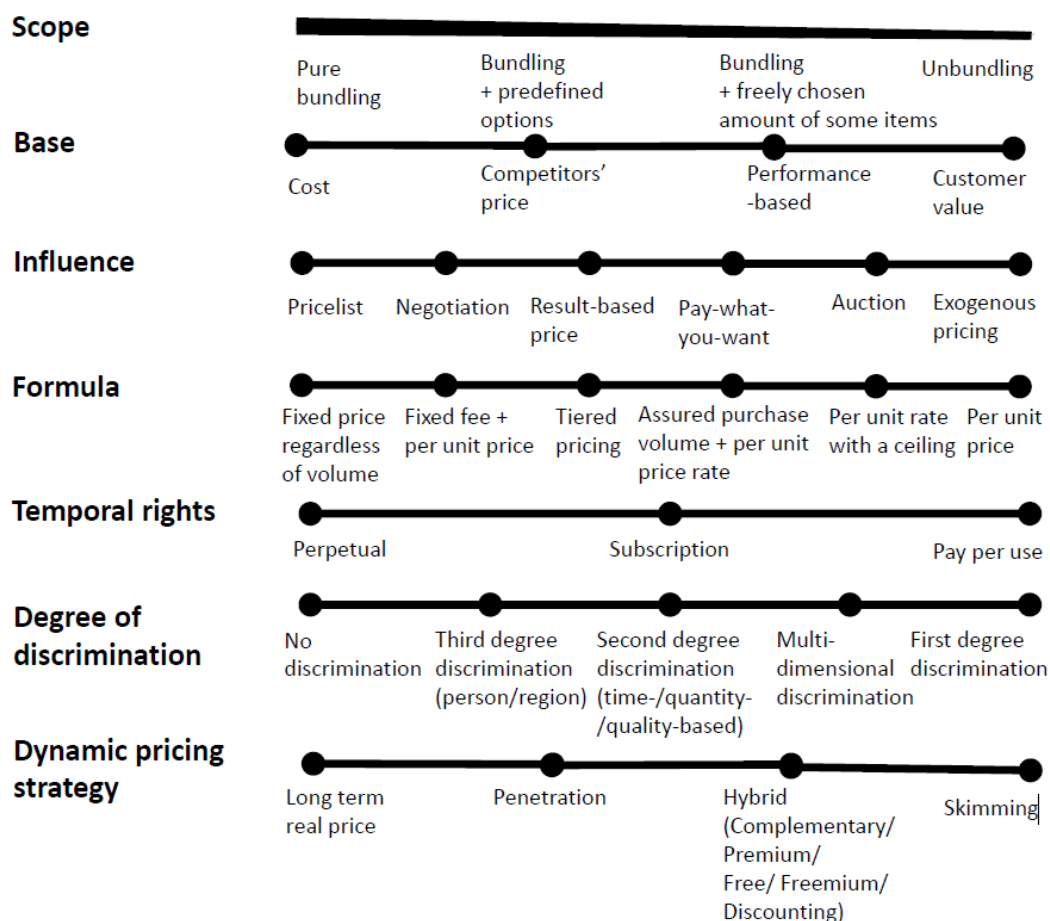 Scope
Pure
bundling
Bundling
+ predefined
options
Bundling
+ freely chosen
amount of some items
Unbundling
Base
Cost
Competitors'
price
Performance
-based
Customer
value
Influence
Pricelist
Negotiation
Result-based
price
Pay-what-
you-want
Auction
Exogenous
pricing
Formula
Fixed price
regardless
of volume
Fixed fee +
per unit price
Tiered
pricing
Assured purchase
volume + per unit
price rate
Per unit rate
with a ceiling
Per unit
price
Temporal rights
Perpetual
Subscription
Pay per use
Degree of
discrimination
No
discrimination
Third degree
discrimination
(person/region)
Second degree
discrimination
(time-/quantity-
/quality-based)
Multi-
dimensional
discrimination
First degree
discrimination
Dynamic pricing
strategy
Long term
real price
Penetration
Hybrid
(Complementary/
Premium/
Free/ Freemium/
Discounting)
Skimming